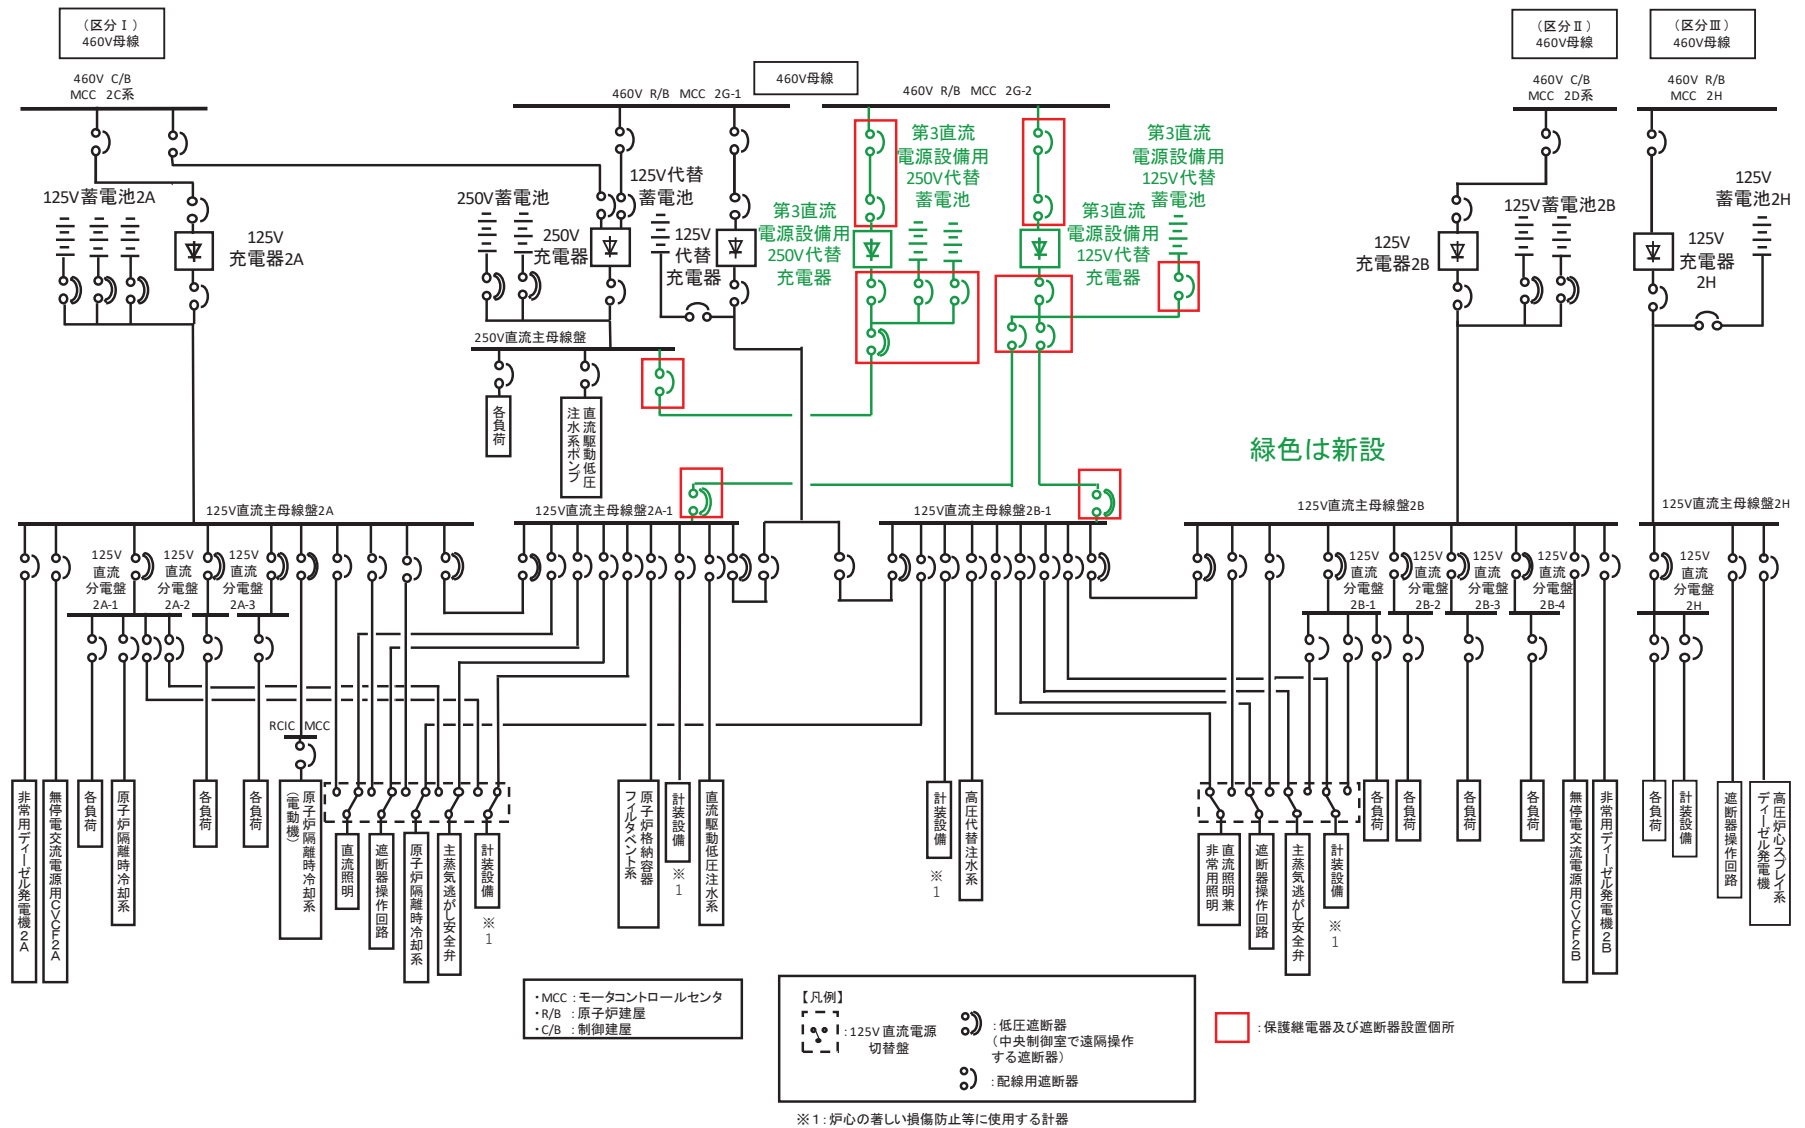 （区分Ⅰ）
460V母線
460V母線
（区分Ⅱ）
460V母線
（区分Ⅲ）
460V母線
460V C/B
MCC 2C系
460V R/B MCC 2G-1
460V R/B MCC 2G-2
460V C/B
MCC 2D系
460V R/B
MCC 2H
125V蓄電池2A
125V
充電器2A
250V蓄電池
250V
充電器
125V代替
蓄電池
125V
代替
充電器
第3直流
電源設備用
250V代替
充電器
第3直流
電源設備用
250V代替
蓄電池
第3直流
電源設備用
125V代替
充電器
第3直流
電源設備用
125V代替
蓄電池
125V
充電器2B
125V蓄電池2B
125V
充電器
2H
125V
蓄電池2H
250V直流主母線盤
各負荷
直流駆動低圧
注水系ポンプ
緑色は新設
125V直流主母線盤2A
125V直流主母線盤2A-1
125V直流主母線盤2B-1
125V直流主母線盤2B
125V直流主母線盤2H
125V
直流
分電盤
2A-1
125V
直流
分電盤
2A-2
125V
直流
分電盤
2A-3
125V
直流
分電盤
2B-1
125V
直流
分電盤
2B-2
125V
直流
分電盤
2B-3
125V
直流
分電盤
2B-4
125V
直流
分電盤
2H
RCIC MCC
非常用ディーゼル発電機2A
無停電交流電源用CVCF2A
各負荷
原子炉隔離時冷却系
各負荷
各負荷
原子炉隔離時冷却系
（電動機）
直流照明
遮断器操作回路
原子炉隔離時冷却系
主蒸気逃がし安全弁
計装設備
※1
原子炉格納容器
フイルタベント系
計装設備
※1
直流駆動低圧注水系
計装設備
※1
高圧代替注水系
直流照明兼
非常用照明
遮断器操作回路
主蒸気逃がし安全弁
計装設備
※1
各負荷
各負荷
各負荷
各負荷
無停電交流電源用CVCF2B
非常用ディーゼル発電機2B
各負荷
計装設備
遮断器操作回路
高圧炉心スプレイ系
ディーゼル発電機
・MCC：モータコントロールセンタ
・R/B ：原子炉建屋
・C/B ：制御建屋
【凡例】
：125V直流電源
切替盤
：低圧遮断器
（中央制御室で遠隔操作
する遮断器）
：配線用遮断器
：保護継電器及び遮断器設置個所
※１：炉心の著しい損傷防止等に使用する計器